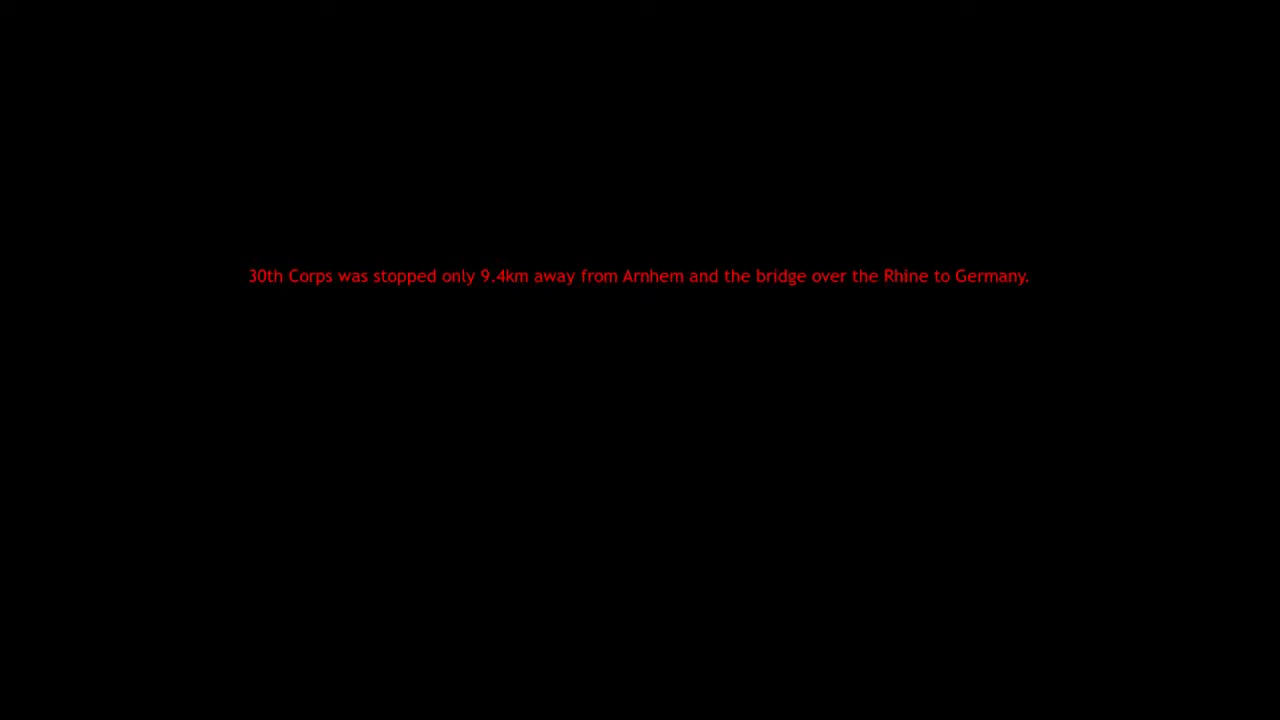 30th Corps was stopped only 9.4km away from Arnhem and the bridge over the Rhine to Germany.